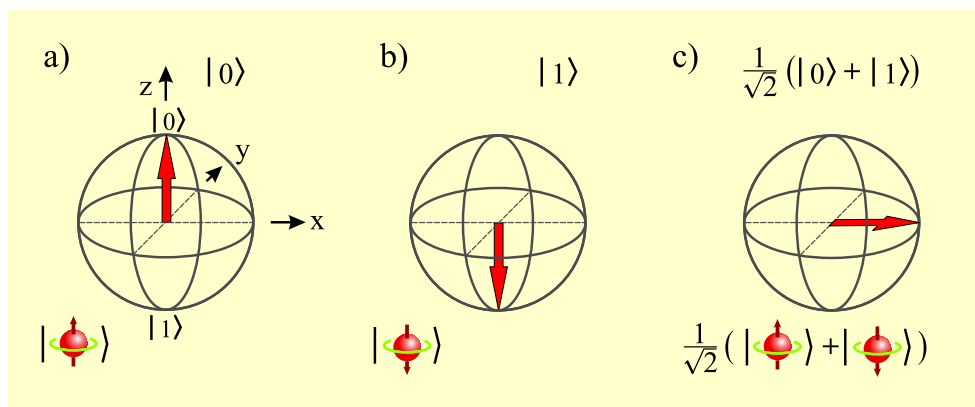 a) |0⟩
z
|0⟩
y
x
|1⟩
| ⟩
b) |1⟩
| ⟩
c) 1/√2 (|0⟩ + |1⟩)
1/√2 (| ⟩ + | ⟩)